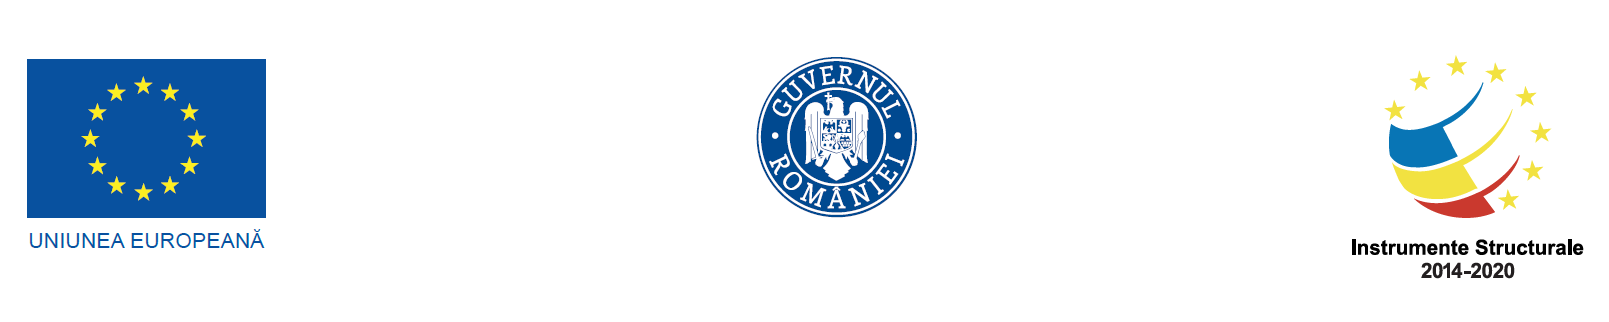 UNIUNEA EUROPEANĂ
GUVERNUL
ROMÂNIEI
Instrumente Structurale
2014-2020